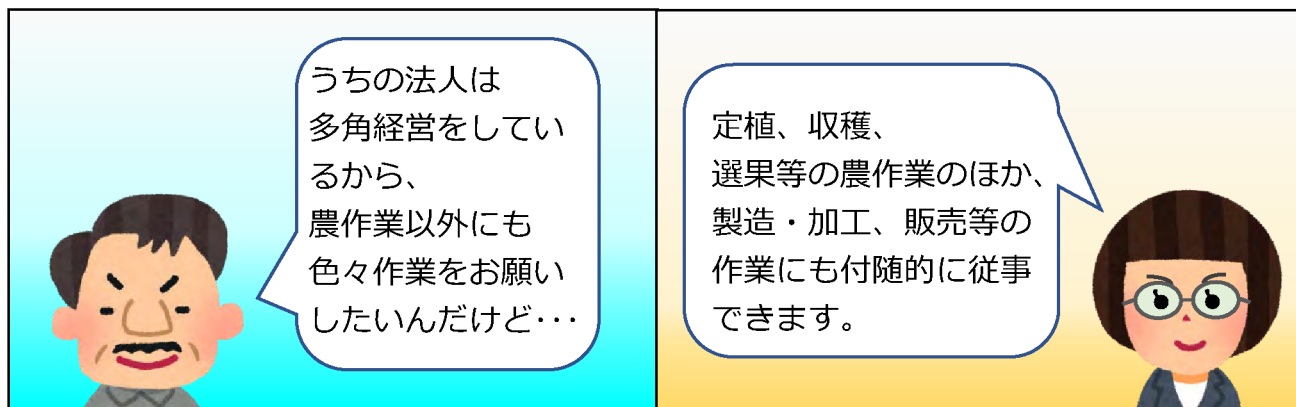 うちの法人は
多角経営をしてい
るから、
農作業以外にも
色々作業をお願い
したいんだけど･･･
定植、収穫、
選果等の農作業のほか、
製造・加工、販売等の
作業にも付随的に従事
できます。